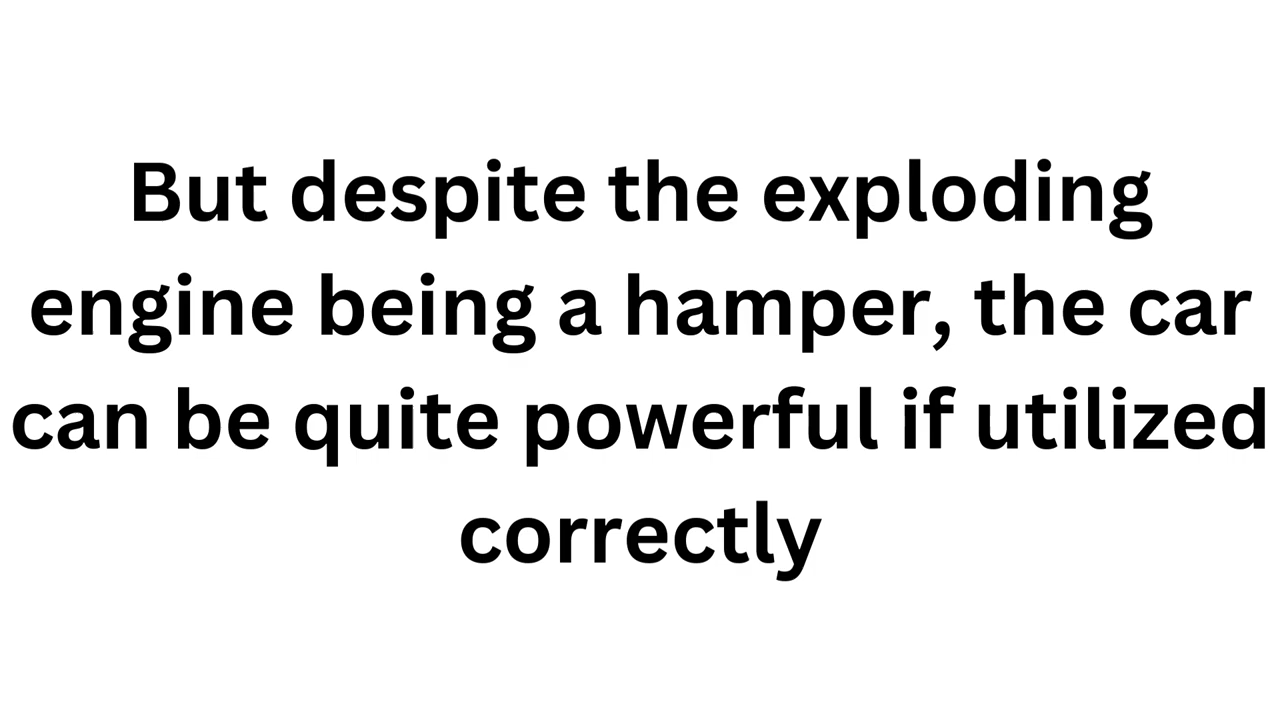 But despite the exploding
engine being a hamper, the car
can be quite powerful if utilized
correctly